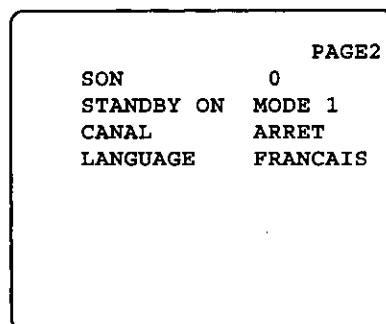 PAGE2
SON 0
STANDBY ON MODE 1
CANAL ARRET
LANGUAGE FRANCAIS